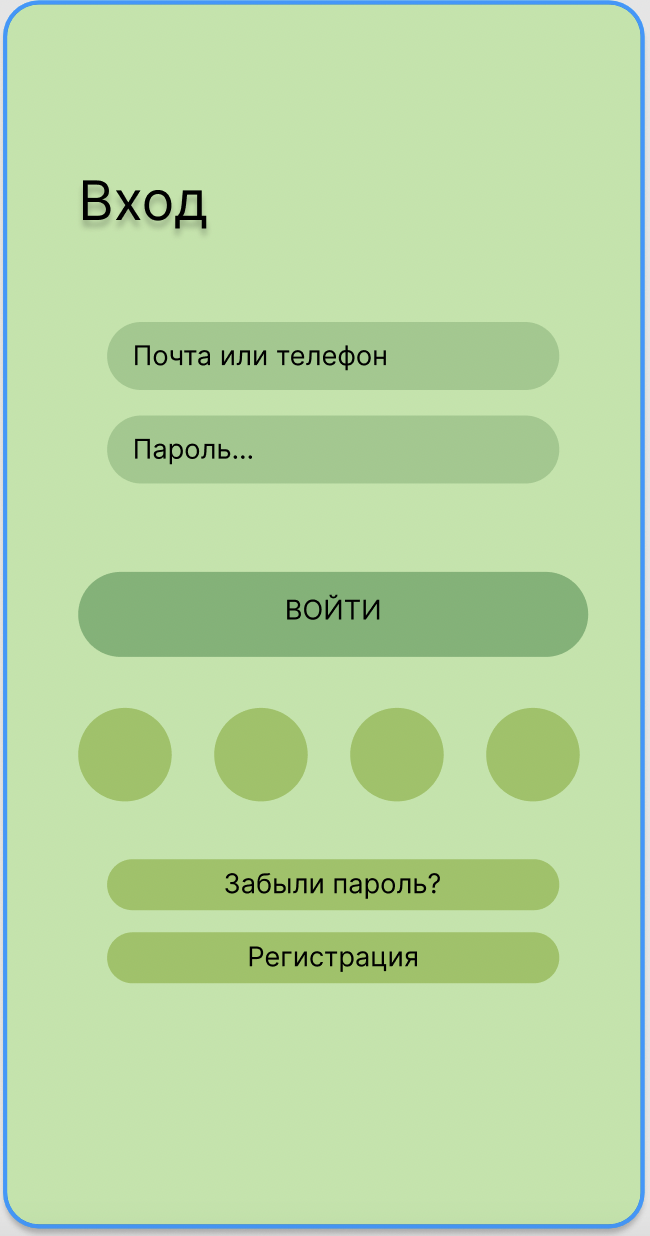 Вход
Почта или телефон
Пароль...
ВОЙТИ
Забыли пароль?
Регистрация